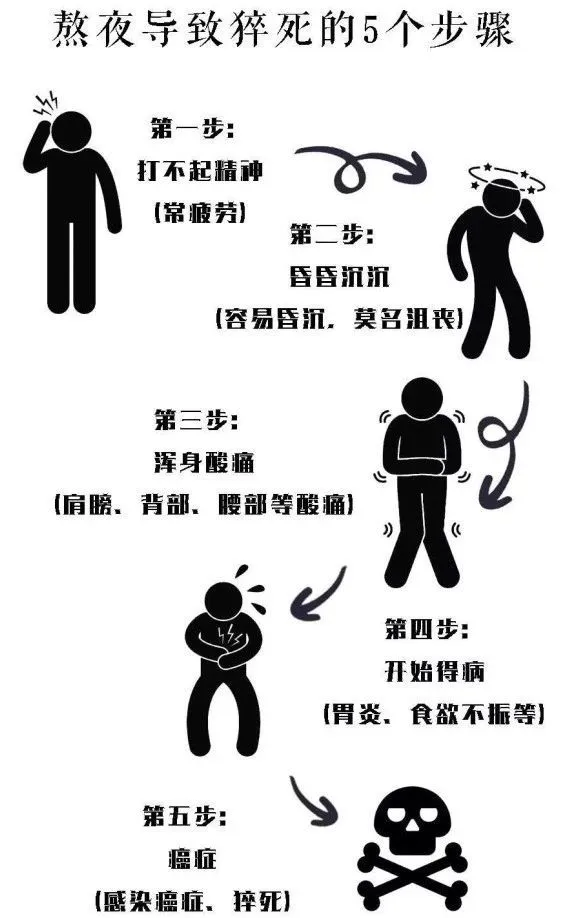 熬夜导致猝死的5个步骤
第一步：
打不起精神
(常疲劳)
第二步：
昏昏沉沉
(容易昏沉，莫名沮丧)
第三步：
浑身酸痛
(肩膀、背部、腰部等酸痛)
第四步：
开始得病
(胃炎、食欲不振等)
第五步：
癌症
(感染癌症、猝死)